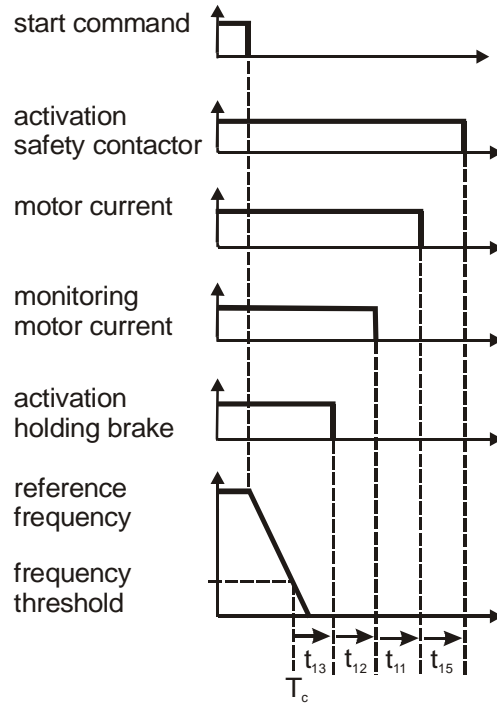 start command
activation
safety contactor
motor current
monitoring
motor current
activation
holding brake
reference
frequency
frequency
threshold
t13 t12 t11 t15
Tc